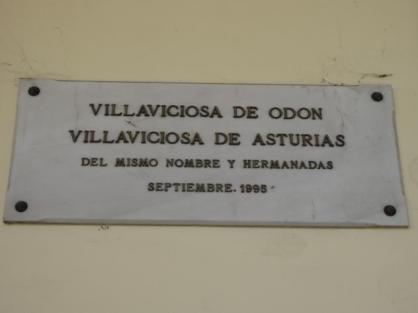 VILLAVICIOSA DE ODON
VILLAVICIOSA DE ASTURIAS
DEL MISMO NOMBRE Y HERMANADAS
SEPTIEMBRE. 1995